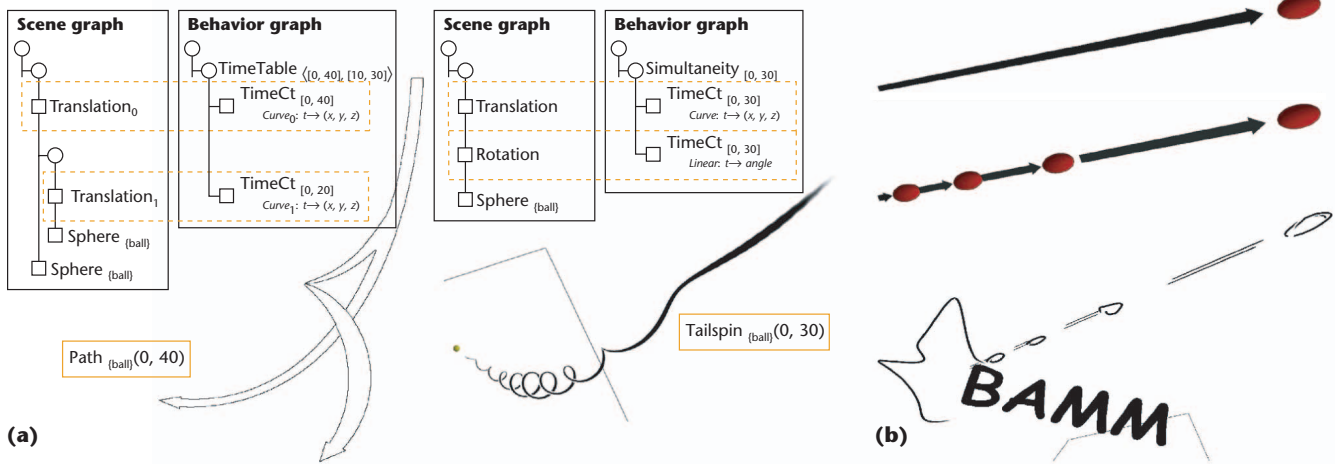 Scene graph
Behavior graph
TimeTable ⟨[0, 40], [10, 30]⟩
Translation0
TimeCt [0, 40]
Curve0: t→ (x, y, z)
Translation1
TimeCt [0, 20]
Curve1: t→ (x, y, z)
Sphere {ball}
Sphere {ball}
Path {ball}(0, 40)
(a)
Scene graph
Behavior graph
Simultaneity [0, 30]
Translation
TimeCt [0, 30]
Curve: t→ (x, y, z)
Rotation
TimeCt [0, 30]
Linear: t→ angle
Sphere {ball}
Tailspin {ball}(0, 30)
BAMM
(b)